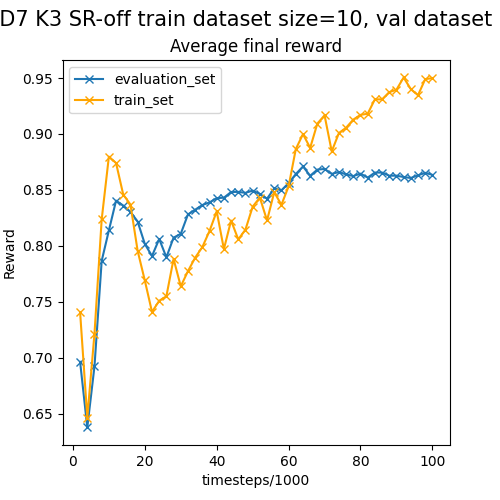 D7 K3 SR-off train dataset size=10, val dataset
Average final reward
evaluation_set
train_set
0.95
0.90
0.85
0.80
0.75
0.70
0.65
Reward
0 20 40 60 80 100
timesteps/1000